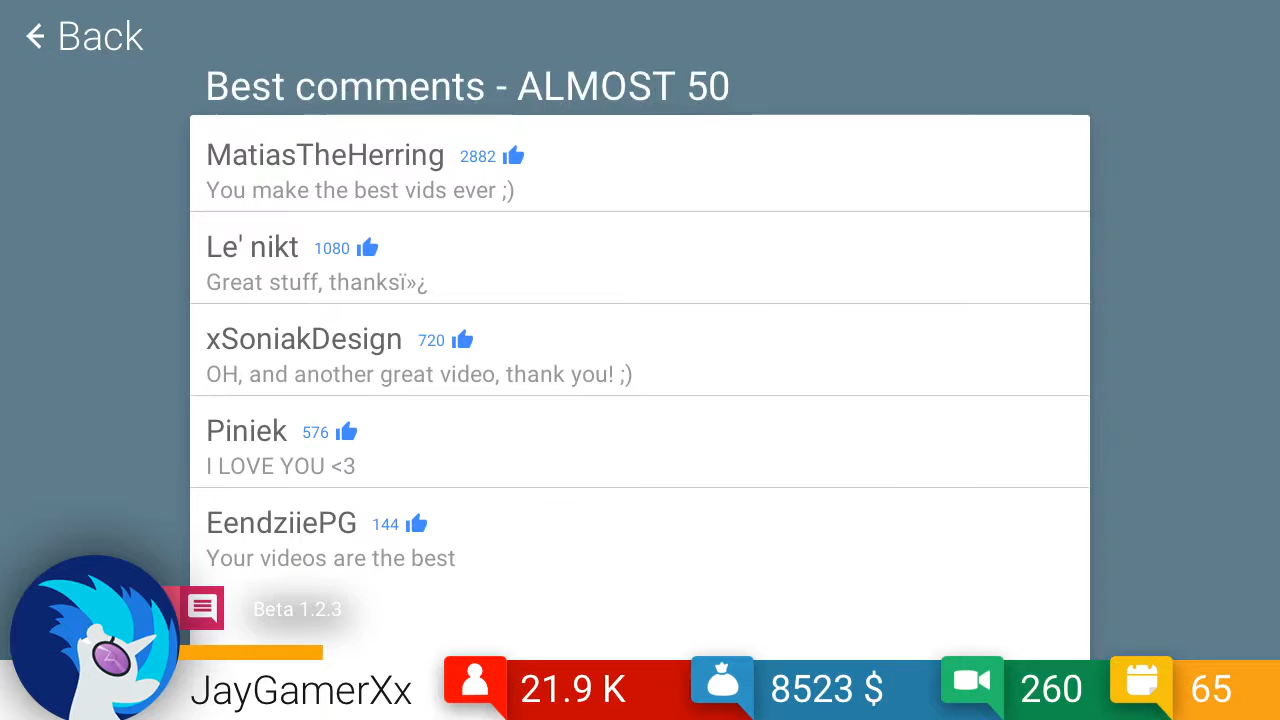 Back
Best comments - ALMOST 50
MatiasTheHerring 2882
You make the best vids ever ;)
Le' nikt 1080
Great stuff, thanksï»¿
xSoniakDesign 720
OH, and another great video, thank you! ;)
Piniek 576
I LOVE YOU <3
EendziiePG 144
Your videos are the best
Beta 1.2.3
JayGamerXx 21.9 K 8523 $ 260 65